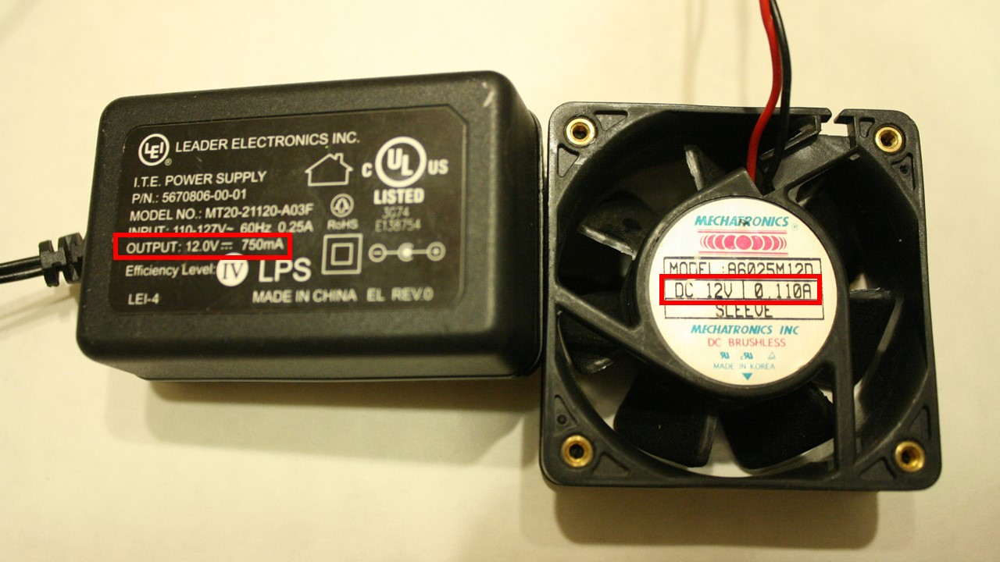 LEI
®
LEADER ELECTRONICS INC.
I.T.E. POWER SUPPLY
P/N.: 5670806-00-01
MODEL NO.: MT20-21120-A03F
INPUT: 110-127V~ 60Hz 0.25A
OUTPUT: 12.0V⎓ 750mA
Efficiency Level: IV LPS
LEI-4
MADE IN CHINA EL REV.0
C UL US
LISTED
3G74
E138754
RoHS
MECHATRONICS ®
MODEL:A6025M12D
DC 12V 0.110A
SLEEVE
MECHATRONICS INC
DC BRUSHLESS
MADE IN KOREA